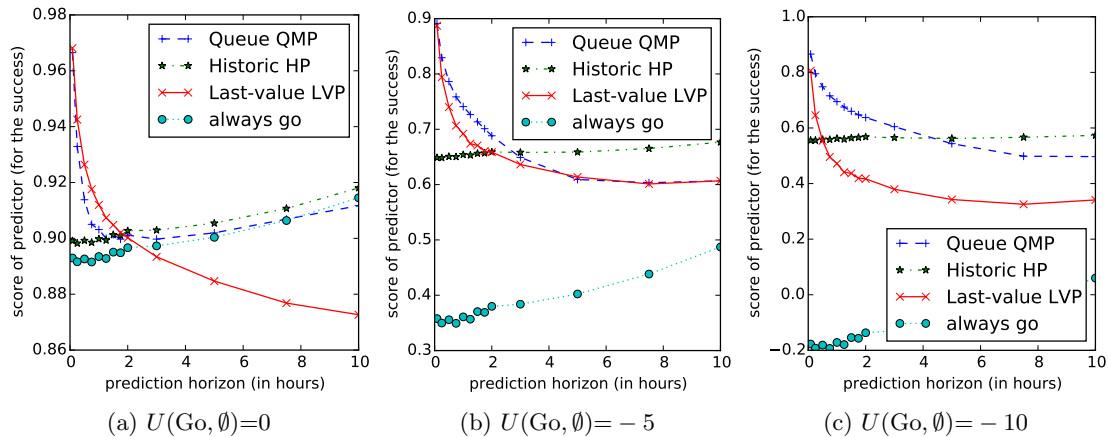 0.98
0.96
0.94
0.92
0.90
0.88
0.86
score of predictor (for the success)
Queue QMP
Historic HP
Last-value LVP
always go
0 2 4 6 8 10
prediction horizon (in hours)
(a) U(Go, ∅)=0
0.9
0.8
0.7
0.6
0.5
0.4
0.3
score of predictor (for the success)
Queue QMP
Historic HP
Last-value LVP
always go
0 2 4 6 8 10
prediction horizon (in hours)
(b) U(Go, ∅)= − 5
1.0
0.8
0.6
0.4
0.2
0.0
−0.2
score of predictor (for the success)
Queue QMP
Historic HP
Last-value LVP
always go
0 2 4 6 8 10
prediction horizon (in hours)
(c) U(Go, ∅)= − 10